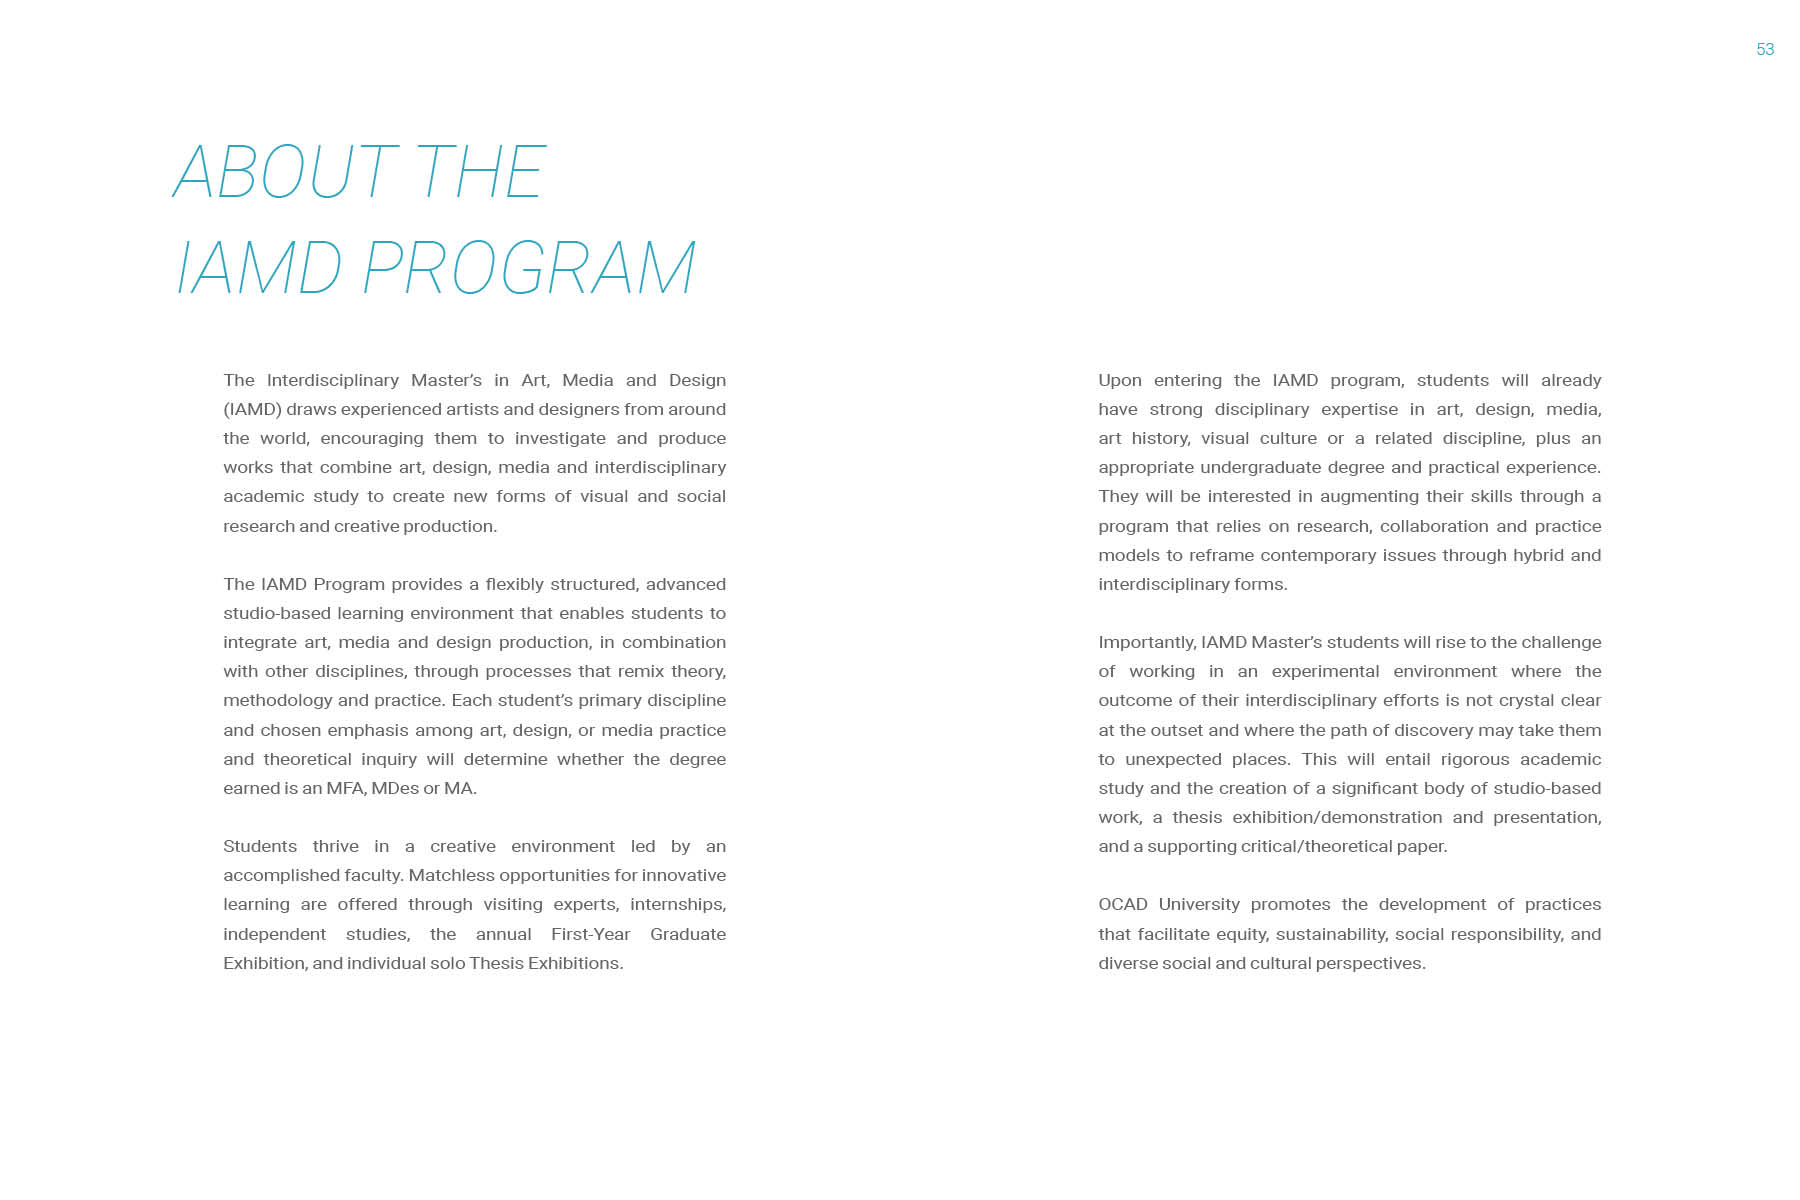 53
ABOUT THE
IAMD PROGRAM
The Interdisciplinary Master’s in Art, Media and Design
(IAMD) draws experienced artists and designers from around
the world, encouraging them to investigate and produce
works that combine art, design, media and interdisciplinary
academic study to create new forms of visual and social
research and creative production.
The IAMD Program provides a flexibly structured, advanced
studio-based learning environment that enables students to
integrate art, media and design production, in combination
with other disciplines, through processes that remix theory,
methodology and practice. Each student’s primary discipline
and chosen emphasis among art, design, or media practice
and theoretical inquiry will determine whether the degree
earned is an MFA, MDes or MA.
Students thrive in a creative environment led by an
accomplished faculty. Matchless opportunities for innovative
learning are offered through visiting experts, internships,
independent studies, the annual First-Year Graduate
Exhibition, and individual solo Thesis Exhibitions.
Upon entering the IAMD program, students will already
have strong disciplinary expertise in art, design, media,
art history, visual culture or a related discipline, plus an
appropriate undergraduate degree and practical experience.
They will be interested in augmenting their skills through a
program that relies on research, collaboration and practice
models to reframe contemporary issues through hybrid and
interdisciplinary forms.
Importantly, IAMD Master’s students will rise to the challenge
of working in an experimental environment where the
outcome of their interdisciplinary efforts is not crystal clear
at the outset and where the path of discovery may take them
to unexpected places. This will entail rigorous academic
study and the creation of a significant body of studio-based
work, a thesis exhibition/demonstration and presentation,
and a supporting critical/theoretical paper.
OCAD University promotes the development of practices
that facilitate equity, sustainability, social responsibility, and
diverse social and cultural perspectives.